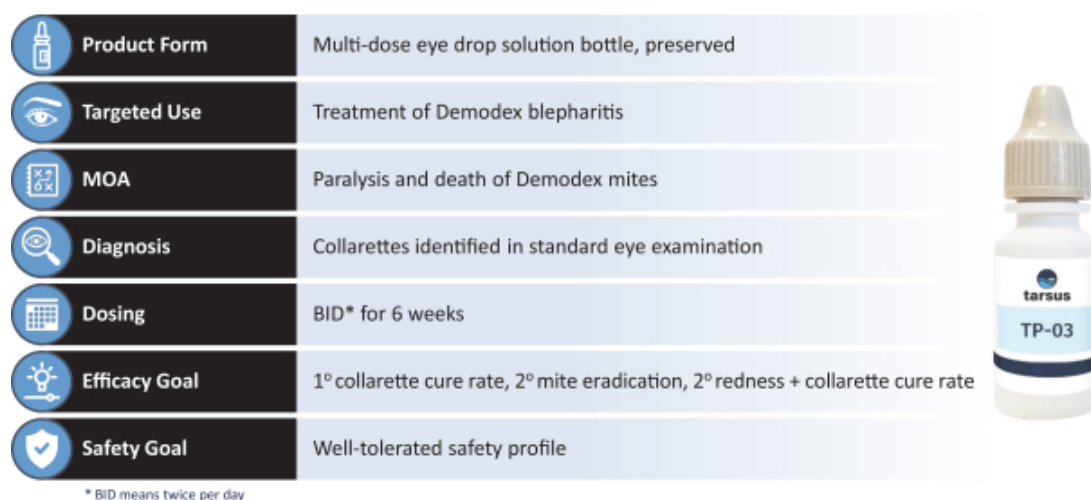 Product Form
Multi-dose eye drop solution bottle, preserved
Targeted Use
Treatment of Demodex blepharitis
MOA
Paralysis and death of Demodex mites
Diagnosis
Collarettes identified in standard eye examination
Dosing
BID* for 6 weeks
Efficacy Goal
1º collarette cure rate, 2º mite eradication, 2º redness + collarette cure rate
Safety Goal
Well-tolerated safety profile
* BID means twice per day
tarsus
TP-03